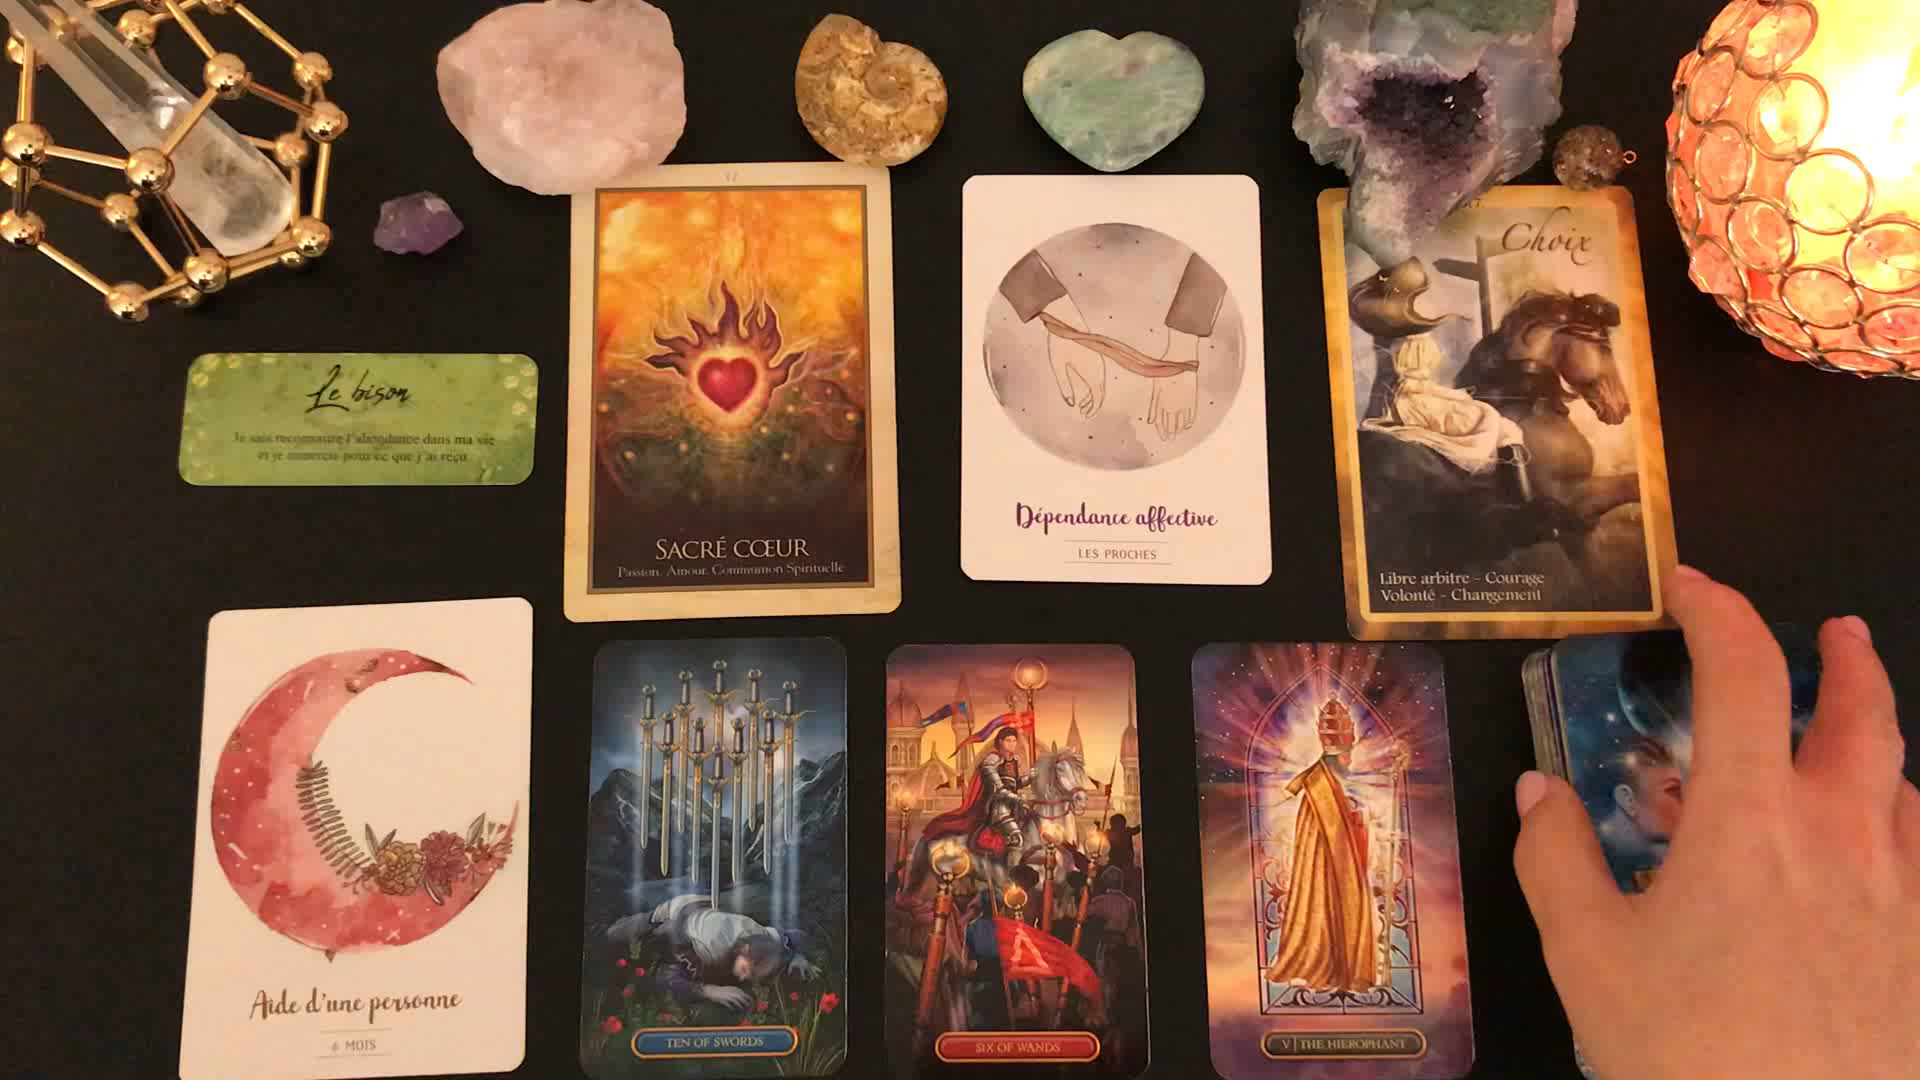 Choix
Le bison
Je sais reconnaître l'abondance dans ma vie
et je remercie pour ce que j'ai reçu
SACRÉ CŒUR
Passion. Amour. Communion Spirituelle
Dépendance affective
LES PROCHES
Libre arbitre - Courage
Volonté - Changement
Aide d'une personne
6 MOIS
TEN OF SWORDS
SIX OF WANDS
V THE HIEROPHANT